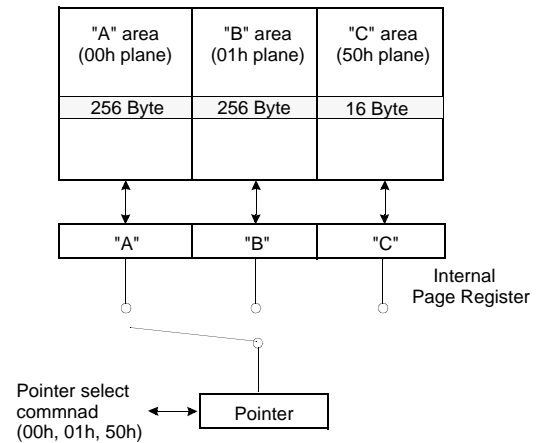 "A" area
(00h plane)
"B" area
(01h plane)
"C" area
(50h plane)
256 Byte
256 Byte
16 Byte
"A"
"B"
"C"
Internal
Page Register
Pointer select
commnad
(00h, 01h, 50h)
Pointer